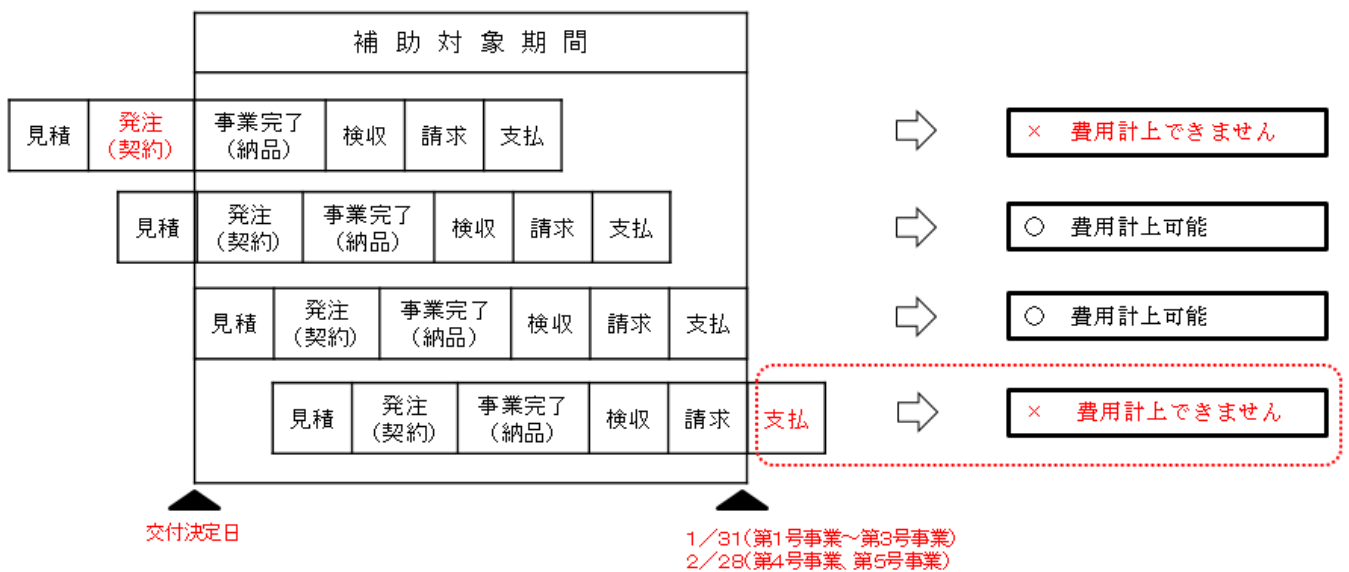 補助対象期間
見積 発注 事業完了 検収 請求 支払 × 費用計上できません
(契約) (納品)
見積 発注 事業完了 検収 請求 支払 ○ 費用計上可能
(契約) (納品)
見積 発注 事業完了 検収 請求 支払 ○ 費用計上可能
(契約) (納品)
見積 発注 事業完了 検収 請求 支払 × 費用計上できません
(契約) (納品)
交付決定日
1/31(第1号事業～第3号事業)
2/28(第4号事業、第5号事業)